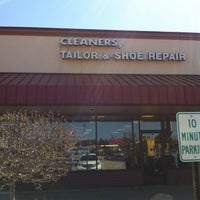 CLEANERS,
TAILOR & SHOE REPAIR
10
MINUTE
PARKING